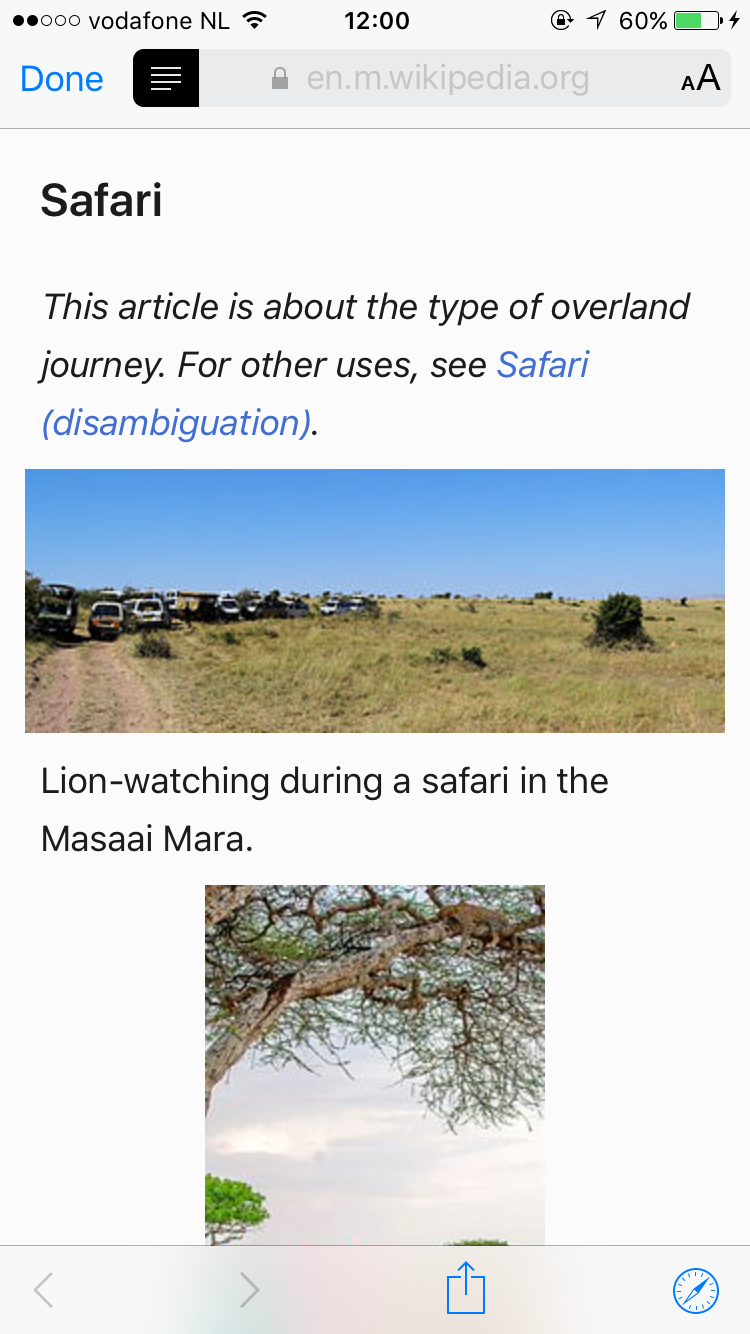 vodafone NL 12:00 60%
Done en.m.wikipedia.org AA
Safari
This article is about the type of overland
journey. For other uses, see Safari
(disambiguation).
Lion-watching during a safari in the
Masaai Mara.